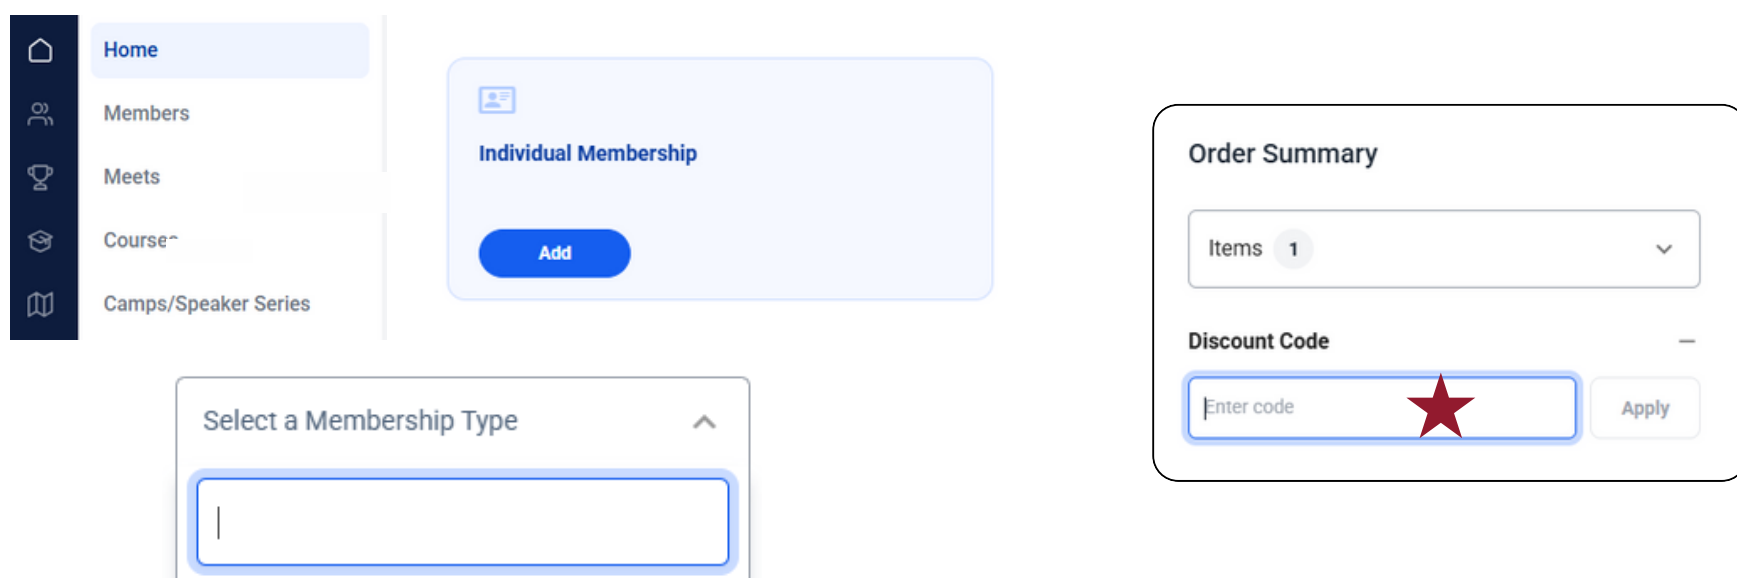 Home
Members
Meets
Courses
Camps/Speaker Series
Individual Membership
Add
Select a Membership Type
Order Summary
Items 1
Discount Code
Enter code
Apply